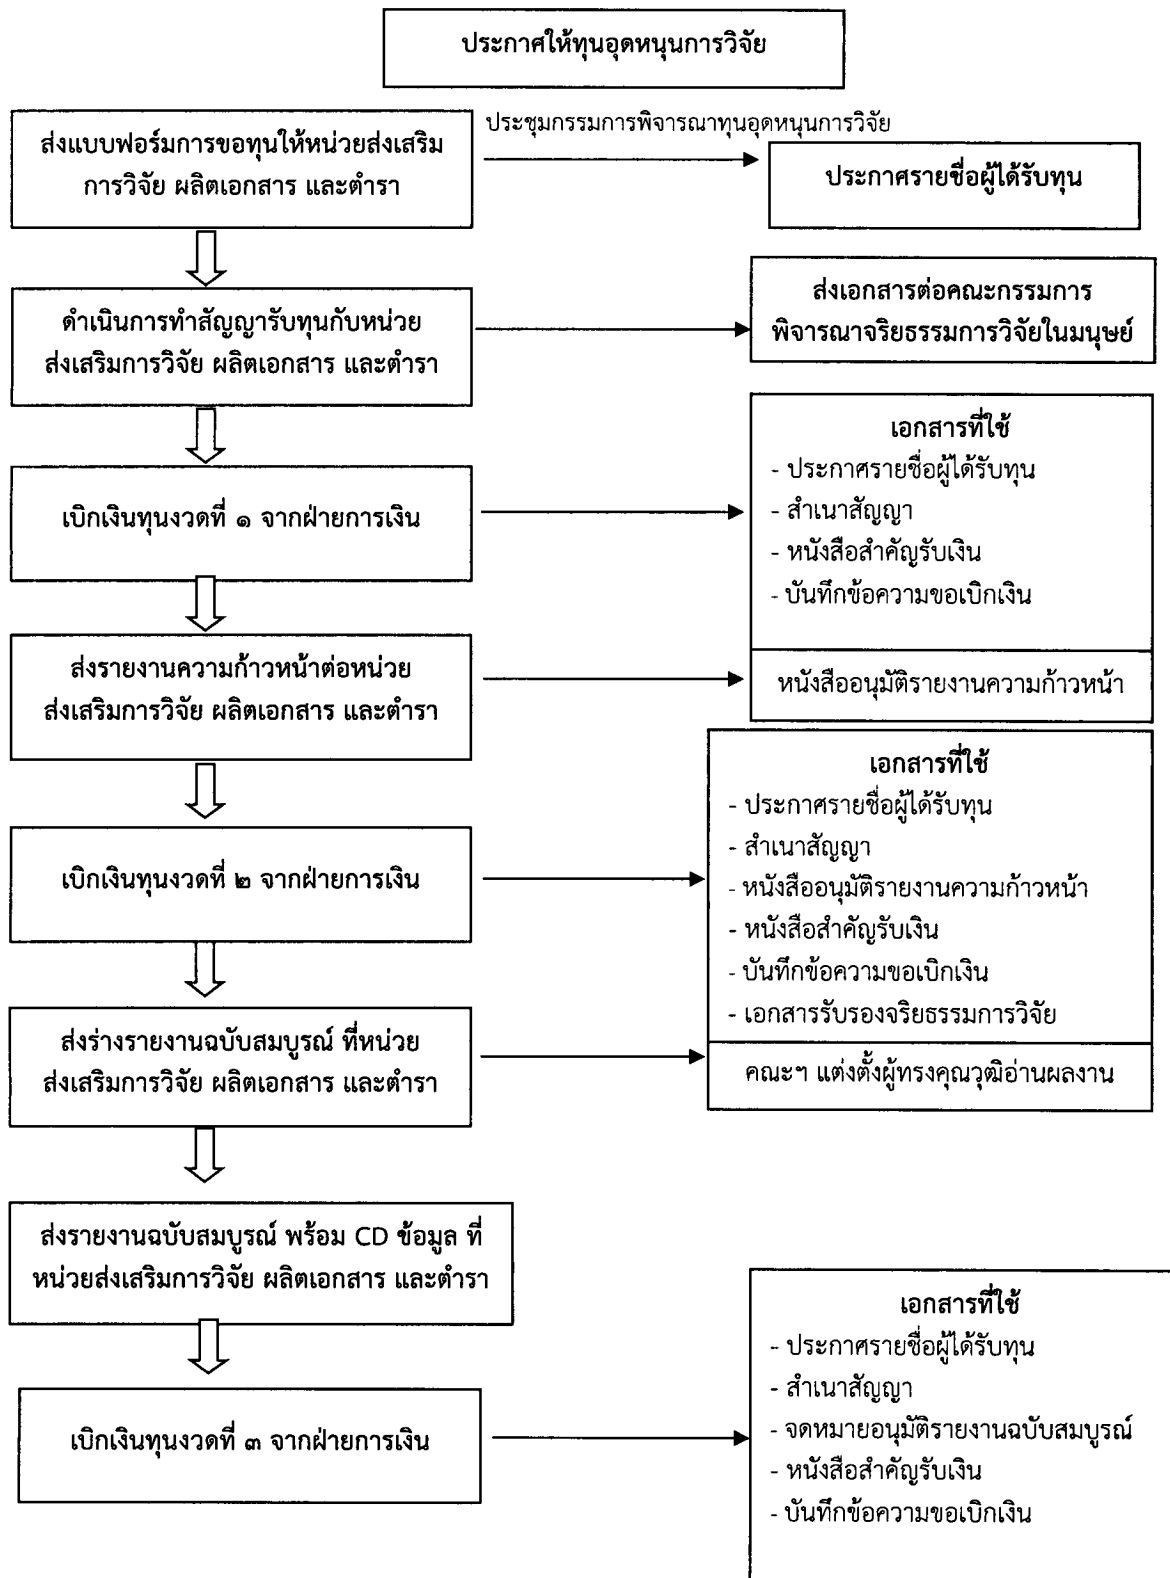 ประกาศให้ทุนอุดหนุนการวิจัย
ส่งแบบฟอร์มการขอทุนให้หน่วยส่งเสริม
การวิจัย ผลิตเอกสาร และตำรา
ประชุมกรรมการพิจารณาทุนอุดหนุนการวิจัย
ประกาศรายชื่อผู้ได้รับทุน
ดำเนินการทำสัญญารับทุนกับหน่วย
ส่งเสริมการวิจัย ผลิตเอกสาร และตำรา
ส่งเอกสารต่อคณะกรรมการ
พิจารณาจริยธรรมการวิจัยในมนุษย์
เบิกเงินทุนงวดที่ ๑ จากฝ่ายการเงิน
เอกสารที่ใช้
- ประกาศรายชื่อผู้ได้รับทุน
- สำเนาสัญญา
- หนังสือสำคัญรับเงิน
- บันทึกข้อความขอเบิกเงิน
ส่งรายงานความก้าวหน้าต่อหน่วย
ส่งเสริมการวิจัย ผลิตเอกสาร และตำรา
หนังสืออนุมัติรายงานความก้าวหน้า
เบิกเงินทุนงวดที่ ๒ จากฝ่ายการเงิน
เอกสารที่ใช้
- ประกาศรายชื่อผู้ได้รับทุน
- สำเนาสัญญา
- หนังสืออนุมัติรายงานความก้าวหน้า
- หนังสือสำคัญรับเงิน
- บันทึกข้อความขอเบิกเงิน
- เอกสารรับรองจริยธรรมการวิจัย
ส่งร่างรายงานฉบับสมบูรณ์ ที่หน่วย
ส่งเสริมการวิจัย ผลิตเอกสาร และตำรา
คณะฯ แต่งตั้งผู้ทรงคุณวุฒิอ่านผลงาน
ส่งรายงานฉบับสมบูรณ์ พร้อม CD ข้อมูล ที่
หน่วยส่งเสริมการวิจัย ผลิตเอกสาร และตำรา
เบิกเงินทุนงวดที่ ๓ จากฝ่ายการเงิน
เอกสารที่ใช้
- ประกาศรายชื่อผู้ได้รับทุน
- สำเนาสัญญา
- จดหมายอนุมัติรายงานฉบับสมบูรณ์
- หนังสือสำคัญรับเงิน
- บันทึกข้อความขอเบิกเงิน